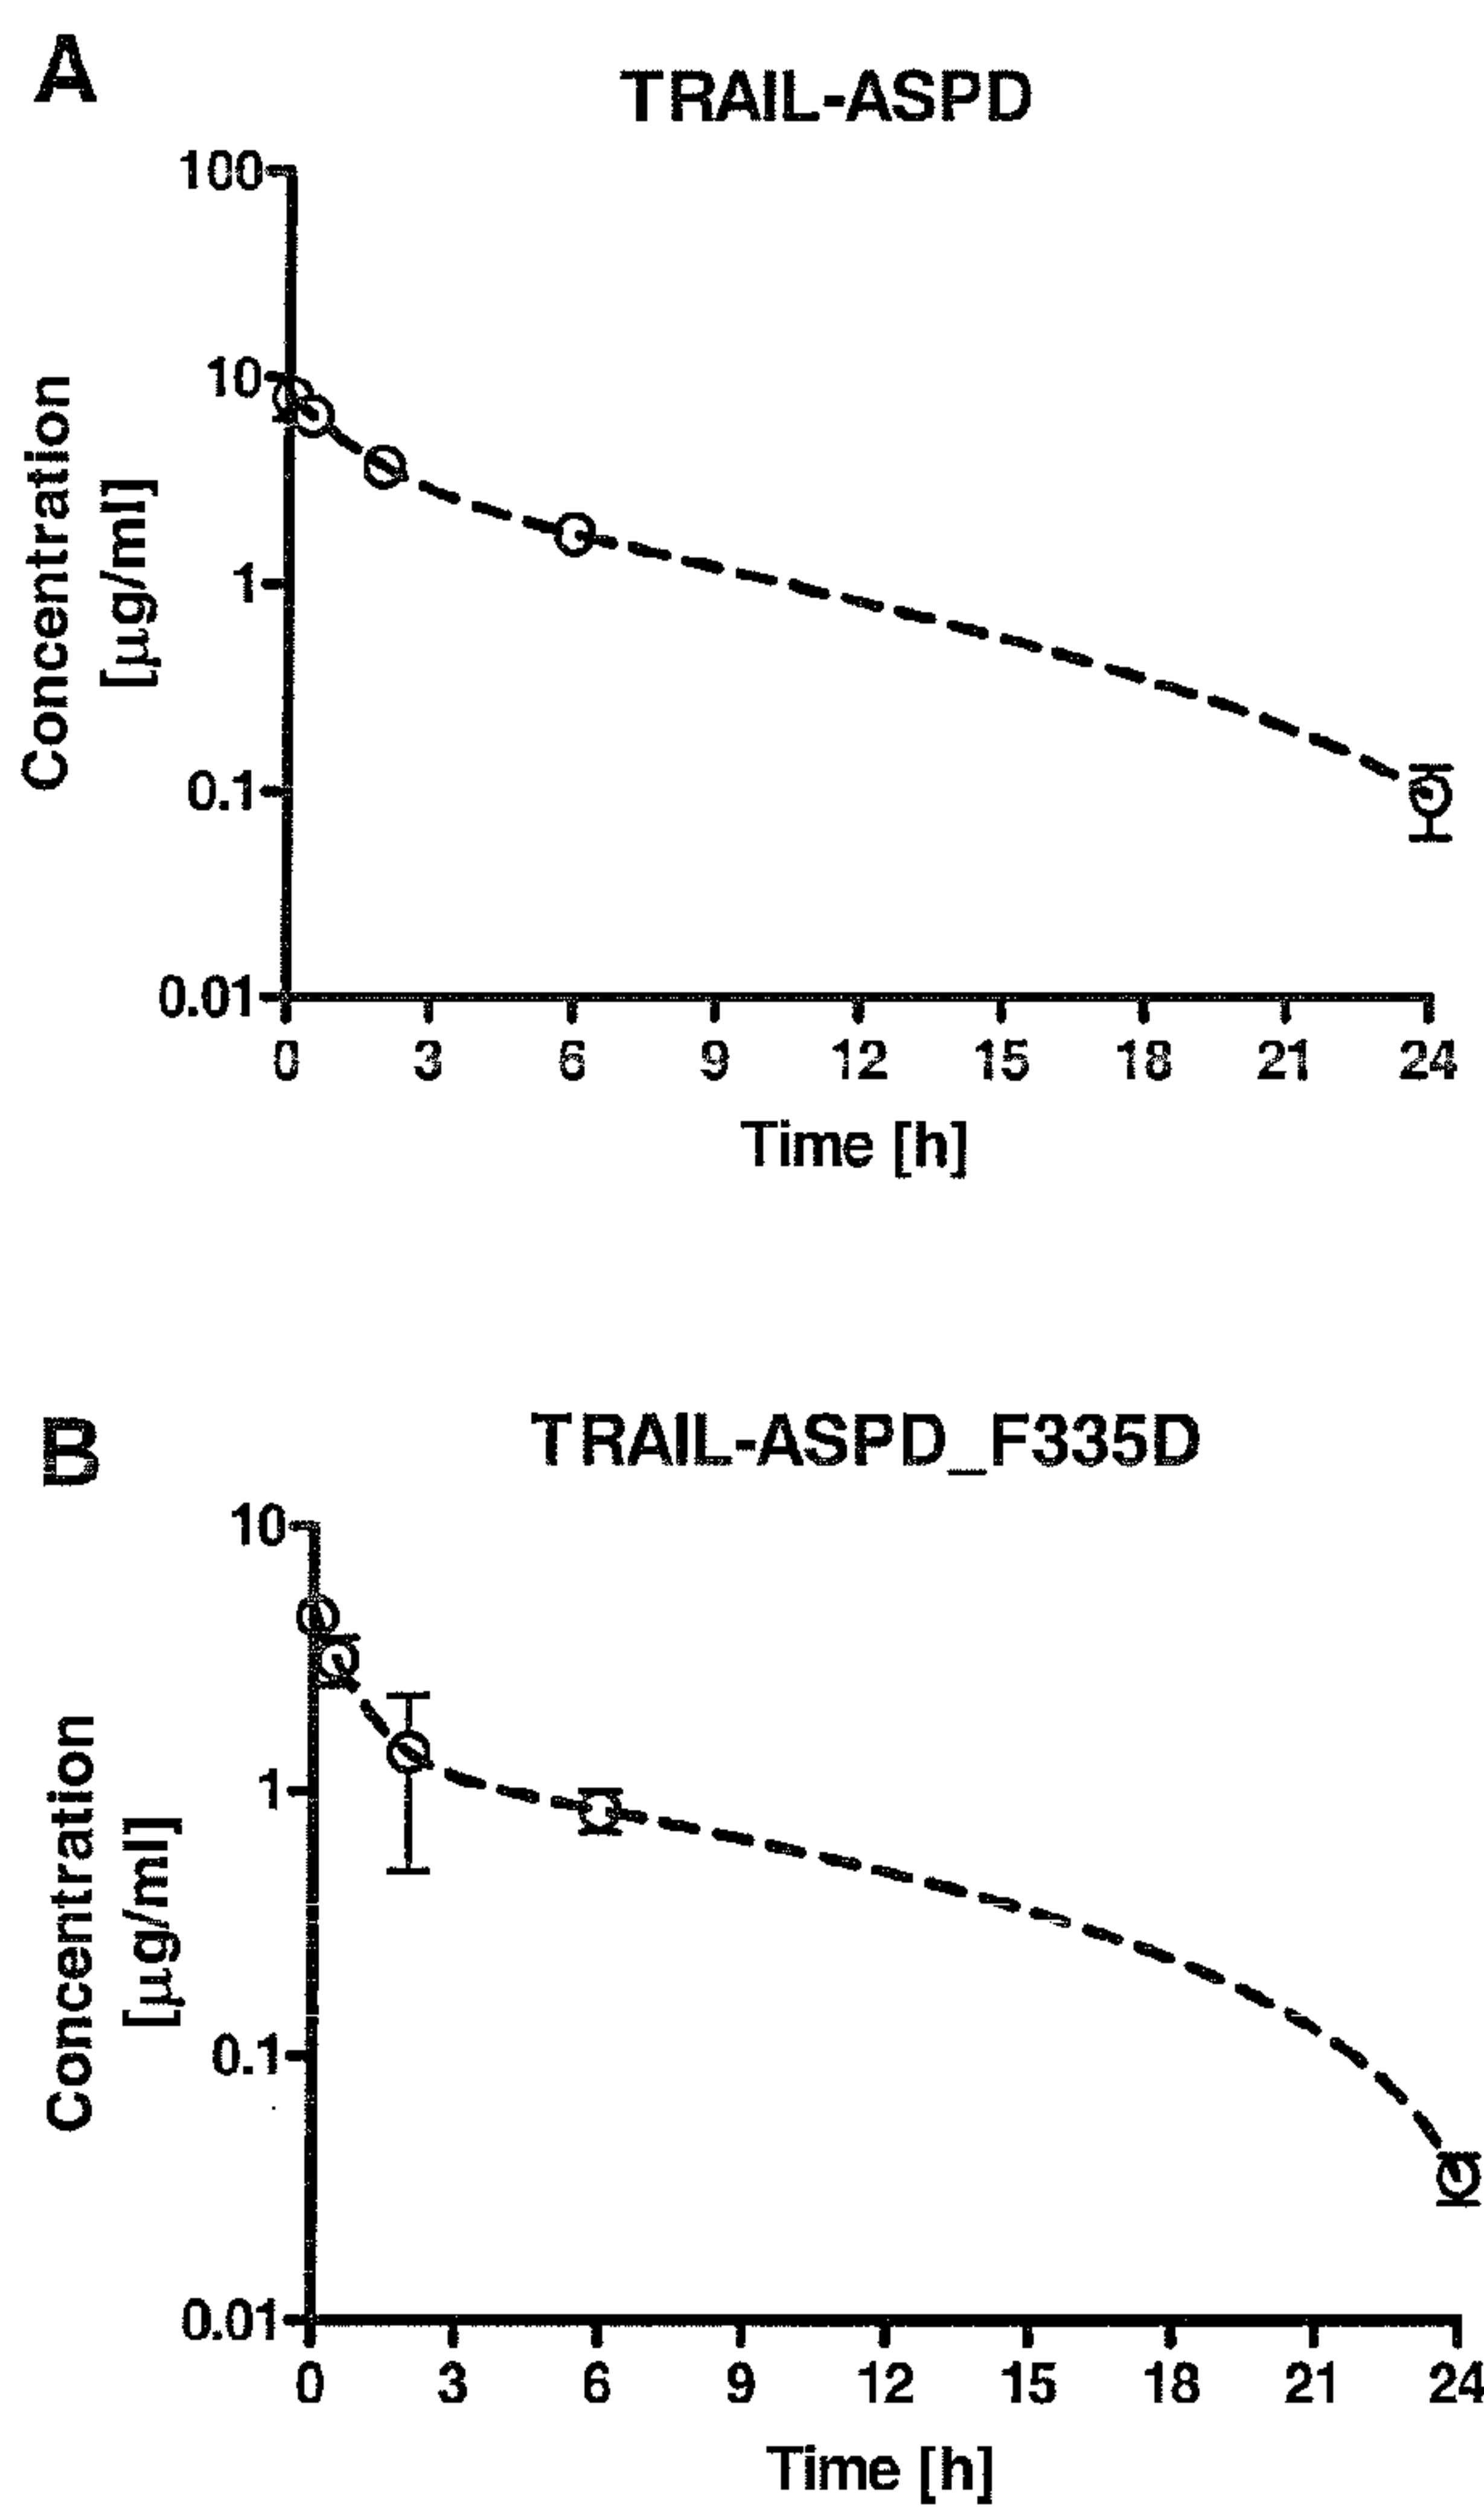 A
TRAIL-ASPD
100
10
1
0.1
0.01
Concentration
[µg/ml]
0 3 6 9 12 15 18 21 24
Time [h]
B
TRAIL-ASPD_F335D
10
1
0.1
0.01
Concentration
[µg/ml]
0 3 6 9 12 15 18 21 24
Time [h]